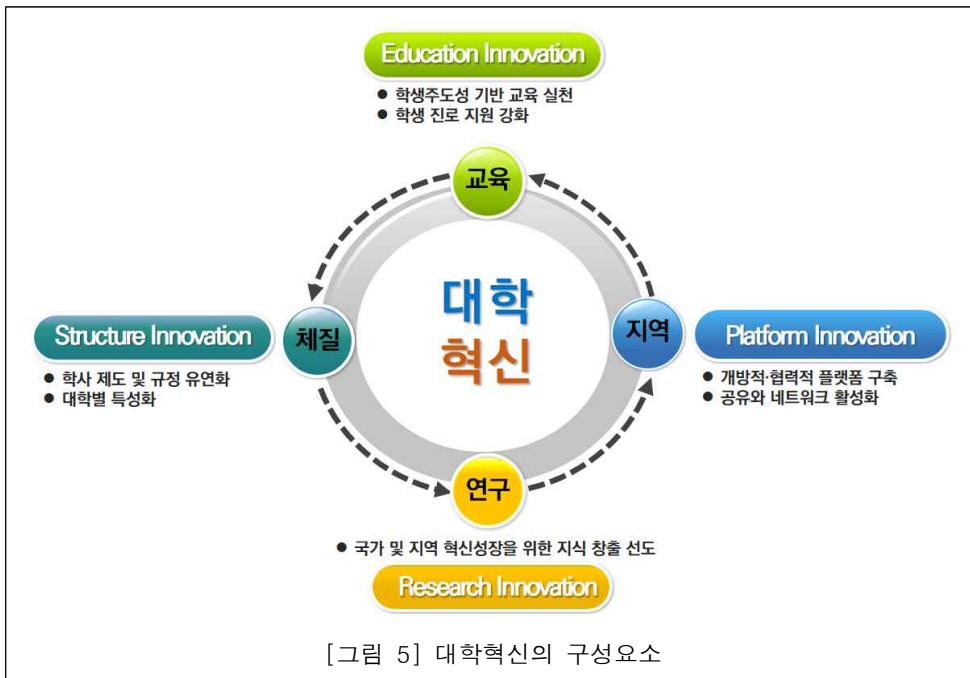 Education Innovation
● 학생주도성 기반 교육 실천
● 학생 진로 지원 강화
교육
대학
혁신
Structure Innovation
체질
● 학사 제도 및 규정 유연화
● 대학별 특성화
지역
Platform Innovation
● 개방적·협력적 플랫폼 구축
● 공유와 네트워크 활성화
연구
● 국가 및 지역 혁신성장을 위한 지식 창출 선도
Research Innovation
[그림 5] 대학혁신의 구성요소